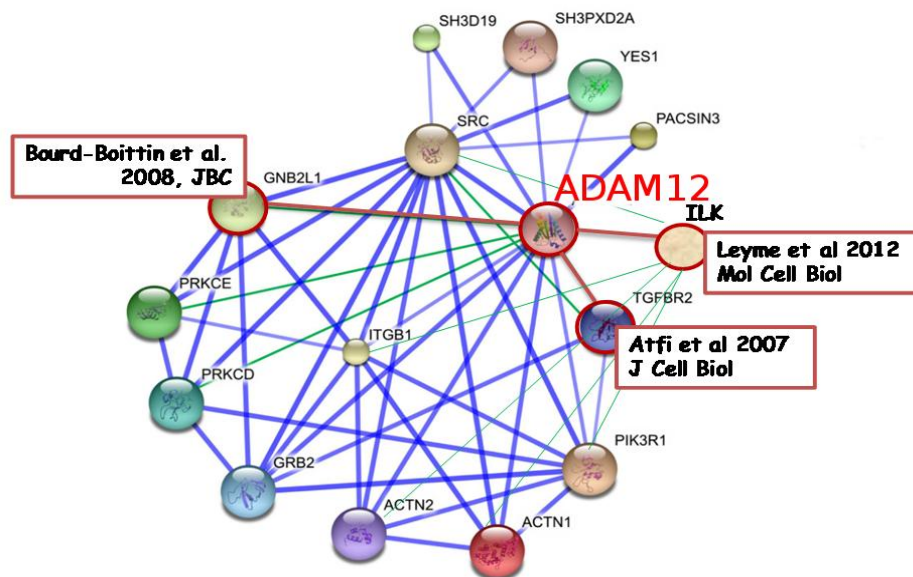 SH3D19
SH3PXD2A
YES1
SRC
PACSIN3
Bourd-Boittin et al.
2008, JBC
GNB2L1
ADAM12
ILK
Leyme et al 2012
Mol Cell Biol
PRKCE
TGFBR2
ITGB1
Atfi et al 2007
J Cell Biol
PRKCD
PIK3R1
GRB2
ACTN2
ACTN1